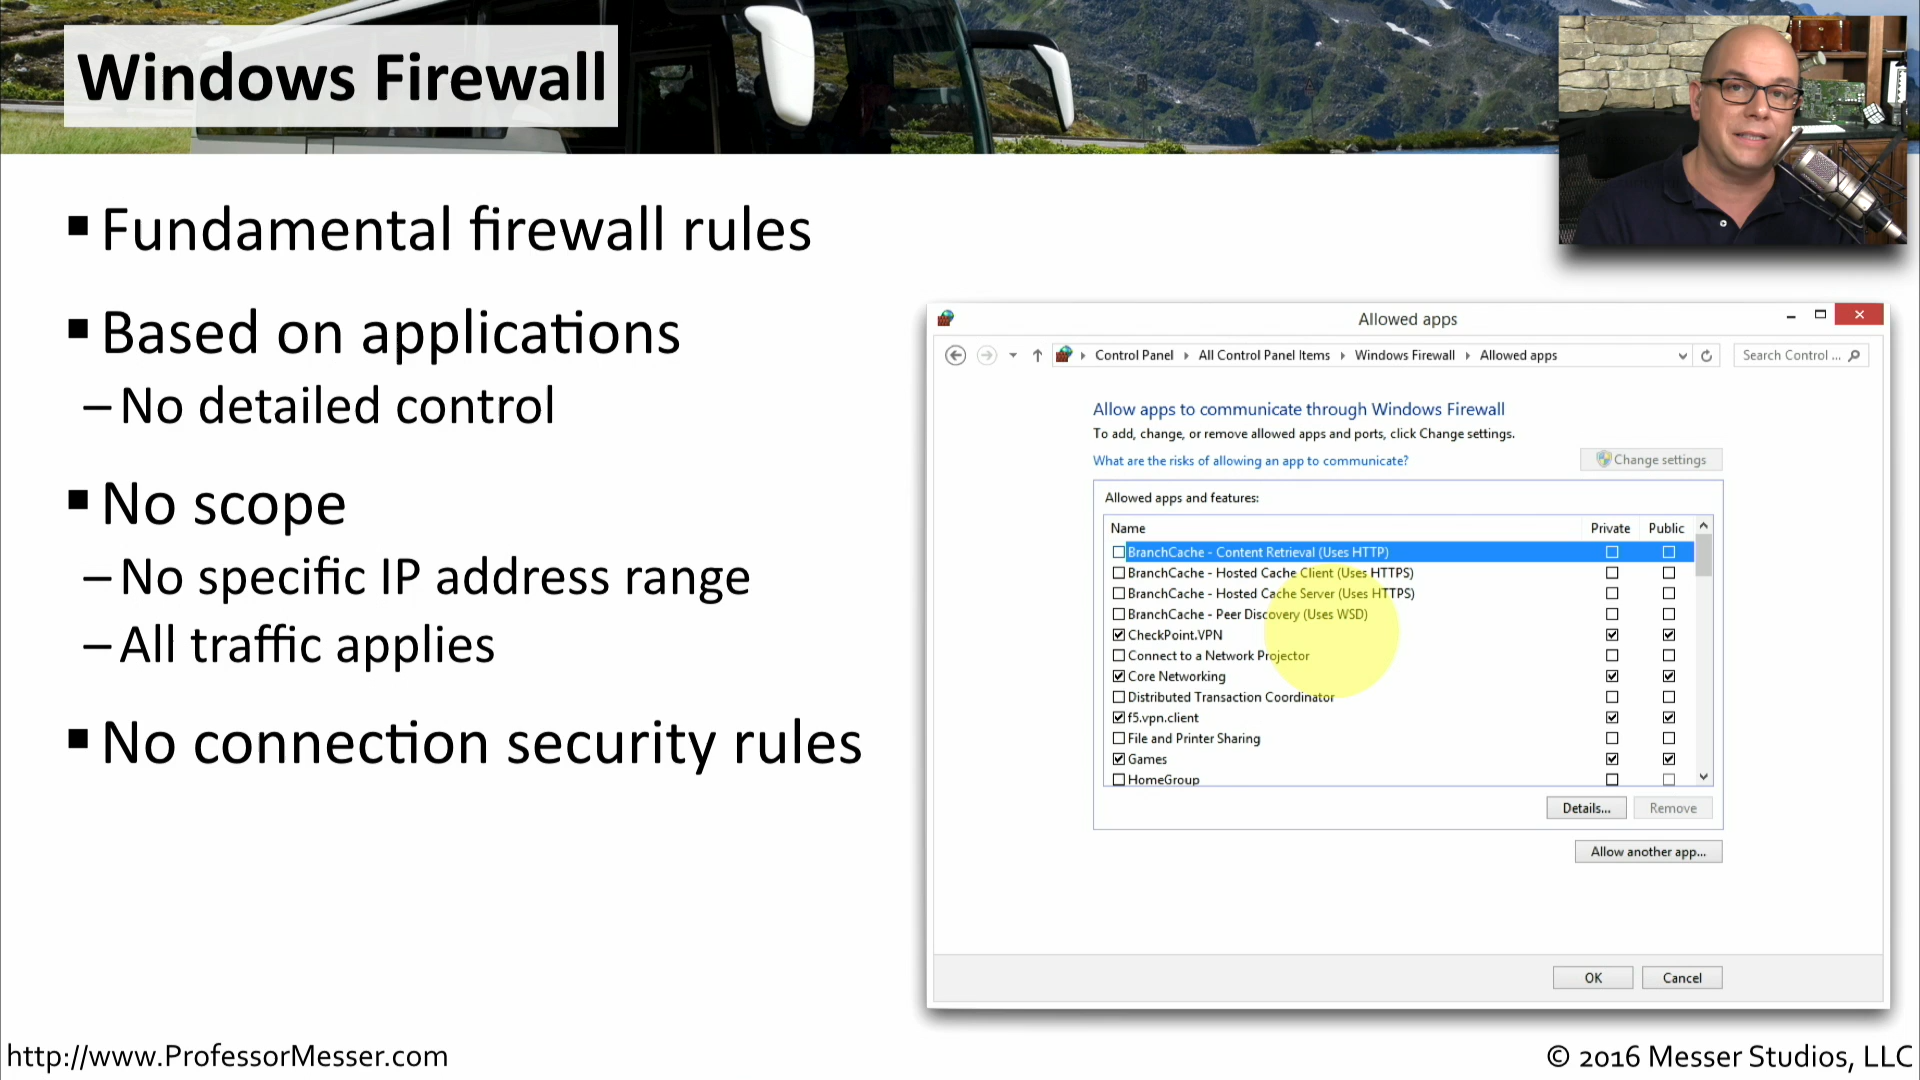 Windows Firewall
▪ Fundamental firewall rules
▪ Based on applications
– No detailed control
▪ No scope
– No specific IP address range
– All traffic applies
▪ No connection security rules
Allowed apps
Control Panel
All Control Panel Items
Windows Firewall
Allowed apps
Search Control ...
Allow apps to communicate through Windows Firewall
To add, change, or remove allowed apps and ports, click Change settings.
What are the risks of allowing an app to communicate?
Change settings
Allowed apps and features:
Name Private Public
BranchCache - Content Retrieval (Uses HTTP)
BranchCache - Hosted Cache Client (Uses HTTPS)
BranchCache - Hosted Cache Server (Uses HTTPS)
BranchCache - Peer Discovery (Uses WSD)
CheckPoint.VPN
Connect to a Network Projector
Core Networking
Distributed Transaction Coordinator
f5.vpn.client
File and Printer Sharing
Games
HomeGroup
Details... Remove
Allow another app...
OK Cancel
http://www.ProfessorMesser.com
© 2016 Messer Studios, LLC